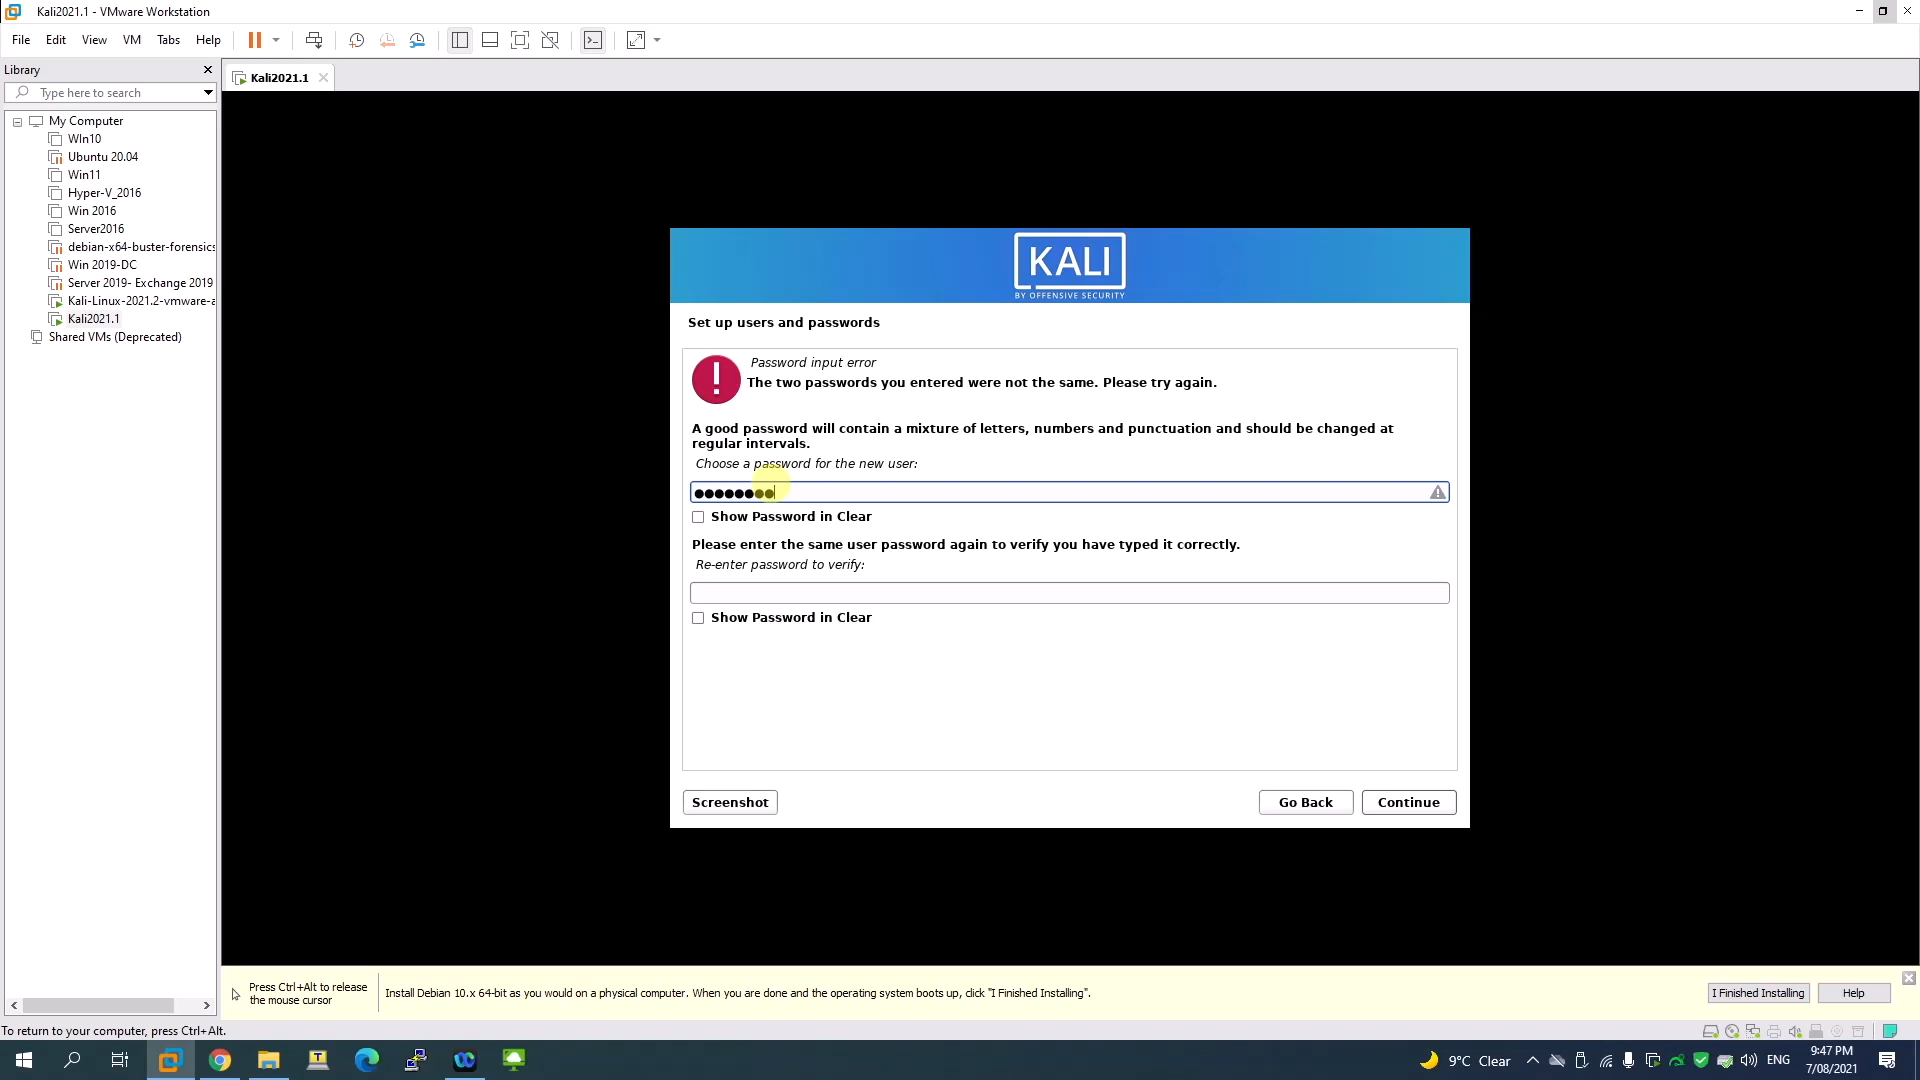 Kali2021.1 - VMware Workstation
File Edit View VM Tabs Help
Library
Kali2021.1
Type here to search
My Computer
WIn10
Ubuntu 20.04
Win11
Hyper-V_2016
Win 2016
Server2016
debian-x64-buster-forensics
Win 2019-DC
Server 2019- Exchange 2019
Kali-Linux-2021.2-vmware-a
Kali2021.1
Shared VMs (Deprecated)
KALI
BY OFFENSIVE SECURITY
Set up users and passwords
Password input error
The two passwords you entered were not the same. Please try again.
A good password will contain a mixture of letters, numbers and punctuation and should be changed at
regular intervals.
Choose a password for the new user:
Show Password in Clear
Please enter the same user password again to verify you have typed it correctly.
Re-enter password to verify:
Show Password in Clear
Screenshot Go Back Continue
Press Ctrl+Alt to release
the mouse cursor
Install Debian 10.x 64-bit as you would on a physical computer. When you are done and the operating system boots up, click "I Finished Installing".
I Finished Installing Help
To return to your computer, press Ctrl+Alt.
9°C Clear ENG
9:47 PM
7/08/2021